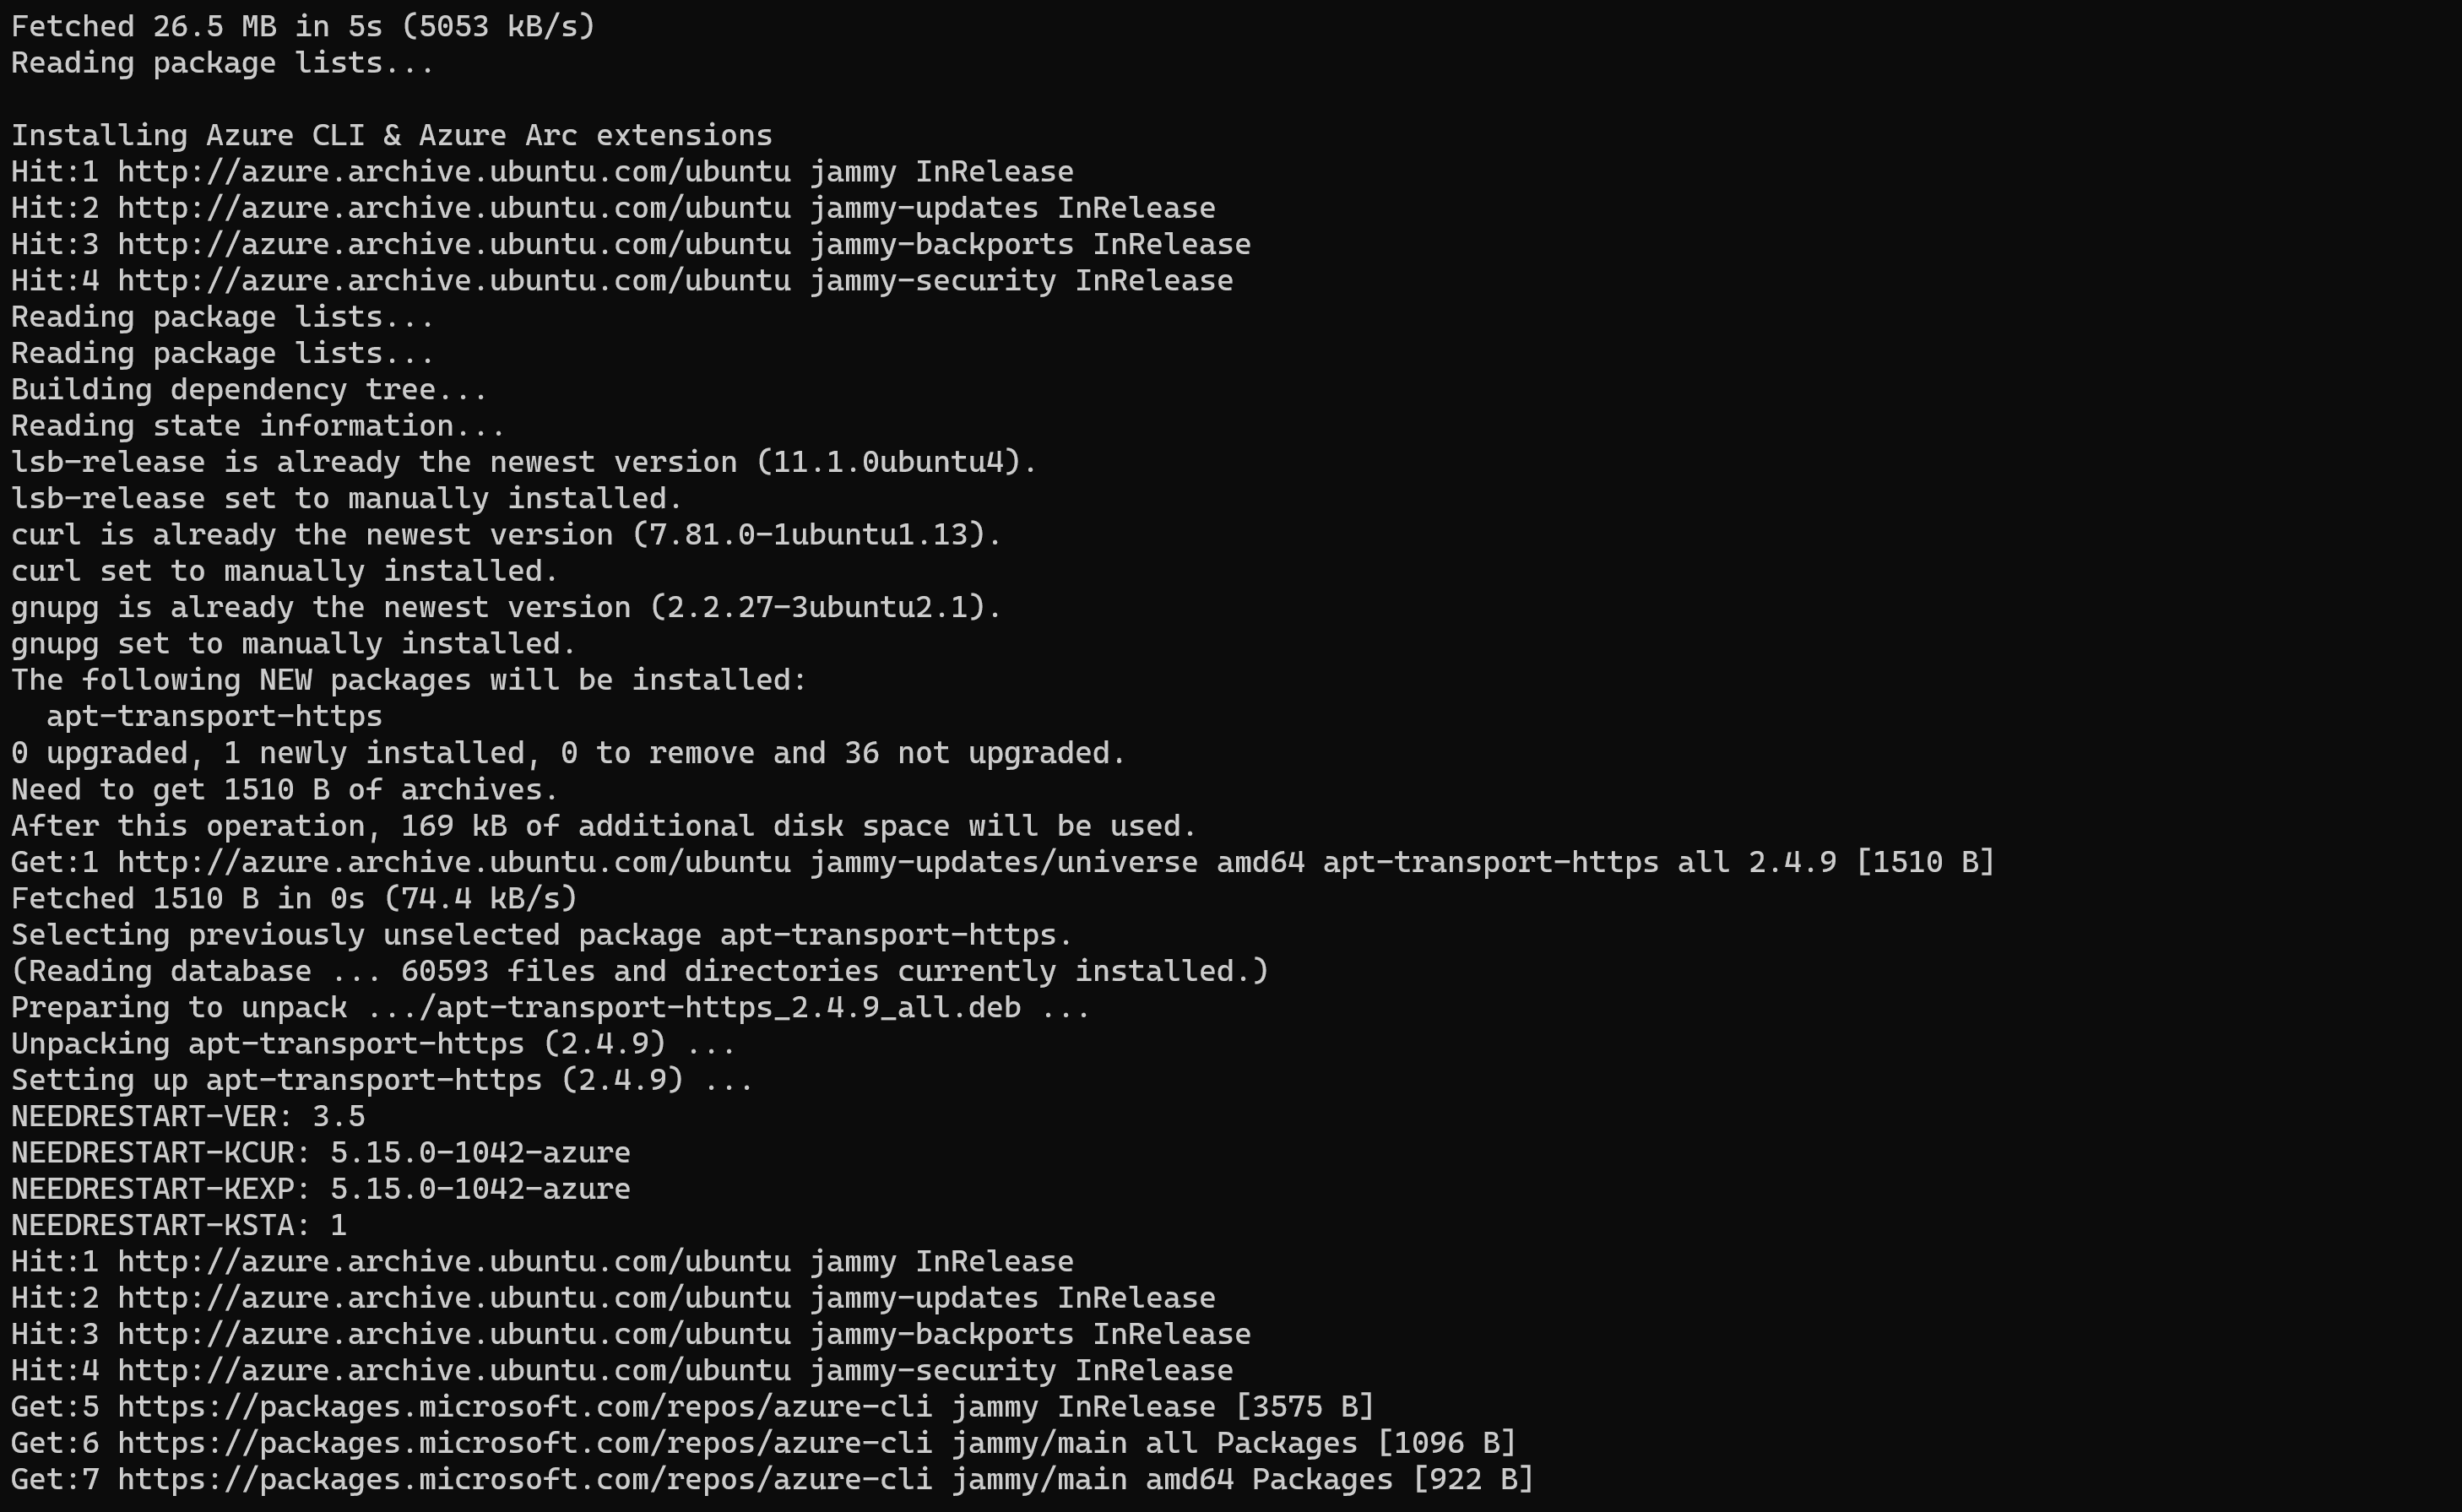 Fetched 26.5 MB in 5s (5053 kB/s)
Reading package lists...

Installing Azure CLI & Azure Arc extensions
Hit:1 http://azure.archive.ubuntu.com/ubuntu jammy InRelease
Hit:2 http://azure.archive.ubuntu.com/ubuntu jammy-updates InRelease
Hit:3 http://azure.archive.ubuntu.com/ubuntu jammy-backports InRelease
Hit:4 http://azure.archive.ubuntu.com/ubuntu jammy-security InRelease
Reading package lists...
Reading package lists...
Building dependency tree...
Reading state information...
lsb-release is already the newest version (11.1.0ubuntu4).
lsb-release set to manually installed.
curl is already the newest version (7.81.0-1ubuntu1.13).
curl set to manually installed.
gnupg is already the newest version (2.2.27-3ubuntu2.1).
gnupg set to manually installed.
The following NEW packages will be installed:
  apt-transport-https
0 upgraded, 1 newly installed, 0 to remove and 36 not upgraded.
Need to get 1510 B of archives.
After this operation, 169 kB of additional disk space will be used.
Get:1 http://azure.archive.ubuntu.com/ubuntu jammy-updates/universe amd64 apt-transport-https all 2.4.9 [1510 B]
Fetched 1510 B in 0s (74.4 kB/s)
Selecting previously unselected package apt-transport-https.
(Reading database ... 60593 files and directories currently installed.)
Preparing to unpack .../apt-transport-https_2.4.9_all.deb ...
Unpacking apt-transport-https (2.4.9) ...
Setting up apt-transport-https (2.4.9) ...
NEEDRESTART-VER: 3.5
NEEDRESTART-KCUR: 5.15.0-1042-azure
NEEDRESTART-KEXP: 5.15.0-1042-azure
NEEDRESTART-KSTA: 1
Hit:1 http://azure.archive.ubuntu.com/ubuntu jammy InRelease
Hit:2 http://azure.archive.ubuntu.com/ubuntu jammy-updates InRelease
Hit:3 http://azure.archive.ubuntu.com/ubuntu jammy-backports InRelease
Hit:4 http://azure.archive.ubuntu.com/ubuntu jammy-security InRelease
Get:5 https://packages.microsoft.com/repos/azure-cli jammy InRelease [3575 B]
Get:6 https://packages.microsoft.com/repos/azure-cli jammy/main all Packages [1096 B]
Get:7 https://packages.microsoft.com/repos/azure-cli jammy/main amd64 Packages [922 B]